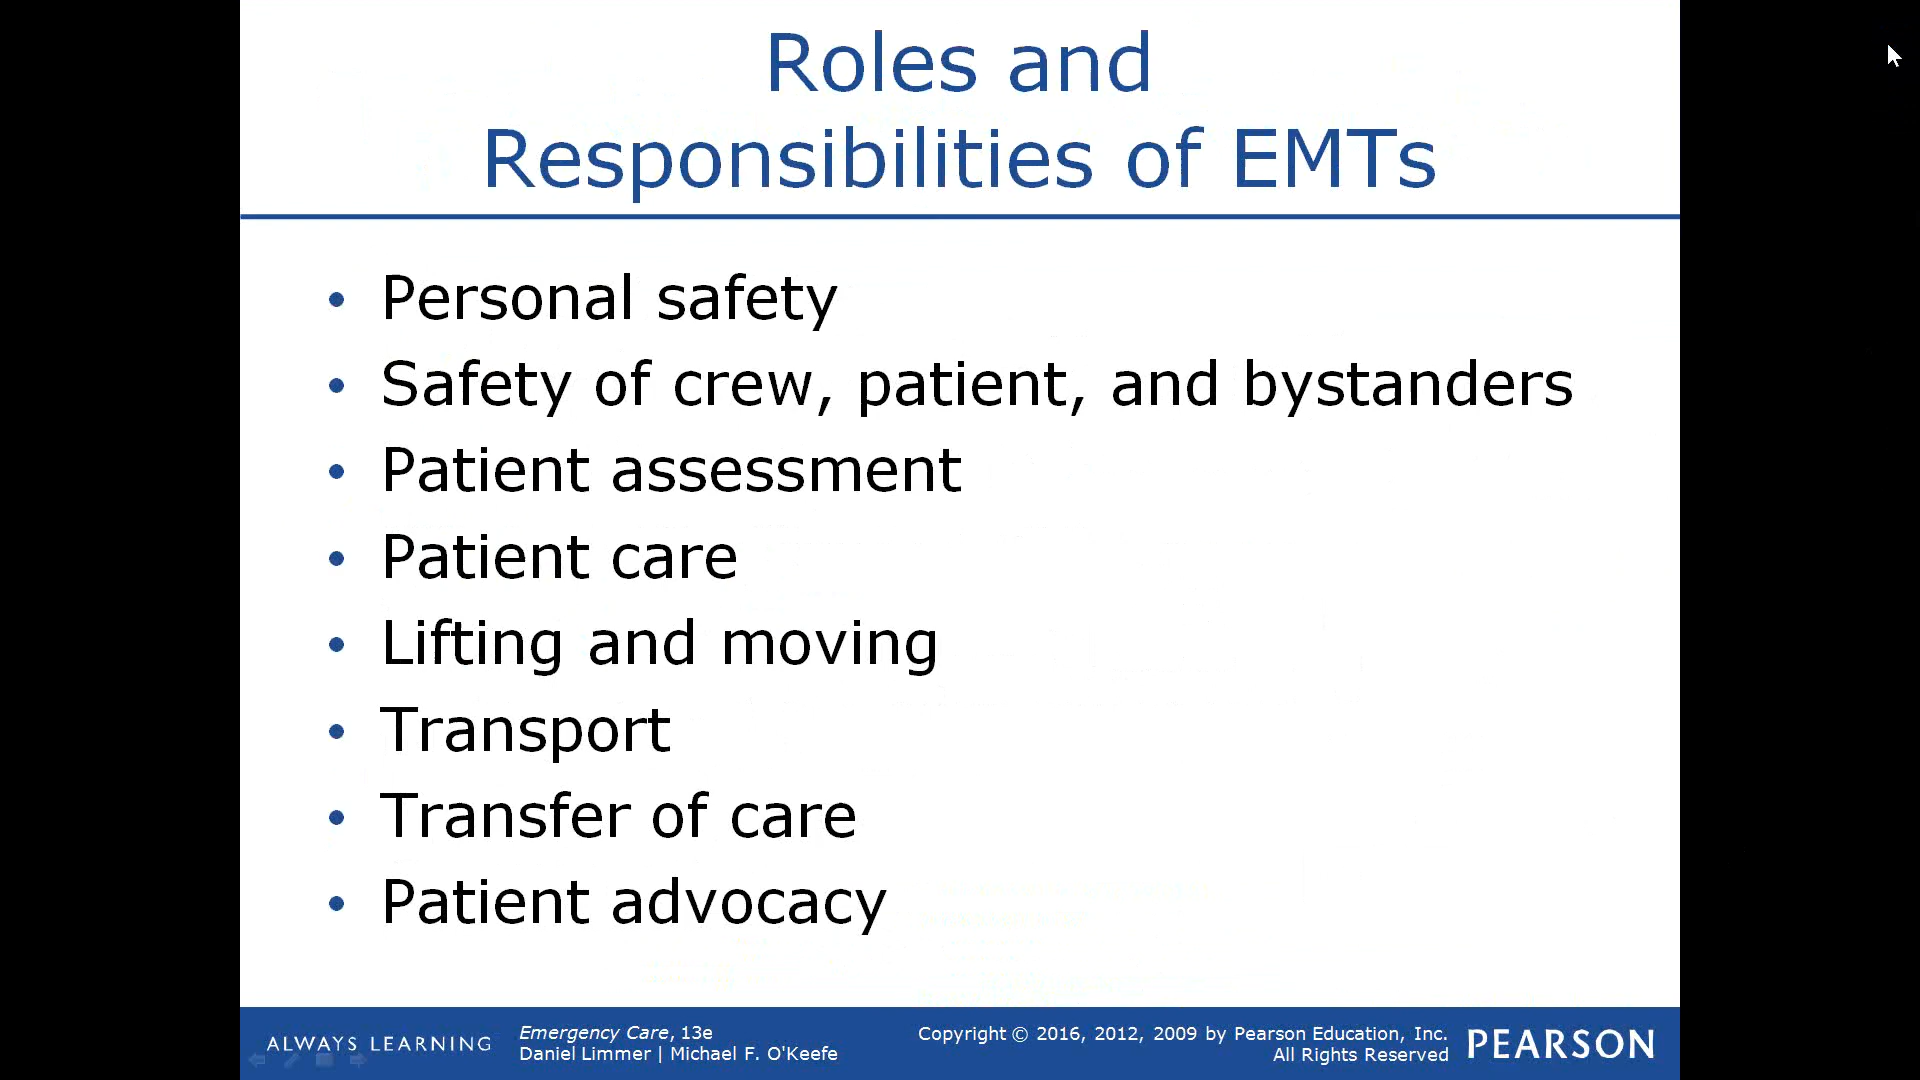 Roles and
Responsibilities of EMTs
• Personal safety
• Safety of crew, patient, and bystanders
• Patient assessment
• Patient care
• Lifting and moving
• Transport
• Transfer of care
• Patient advocacy
ALWAYS LEARNING
Emergency Care, 13e
Daniel Limmer | Michael F. O'Keefe
Copyright © 2016, 2012, 2009 by Pearson Education, Inc.
All Rights Reserved
PEARSON